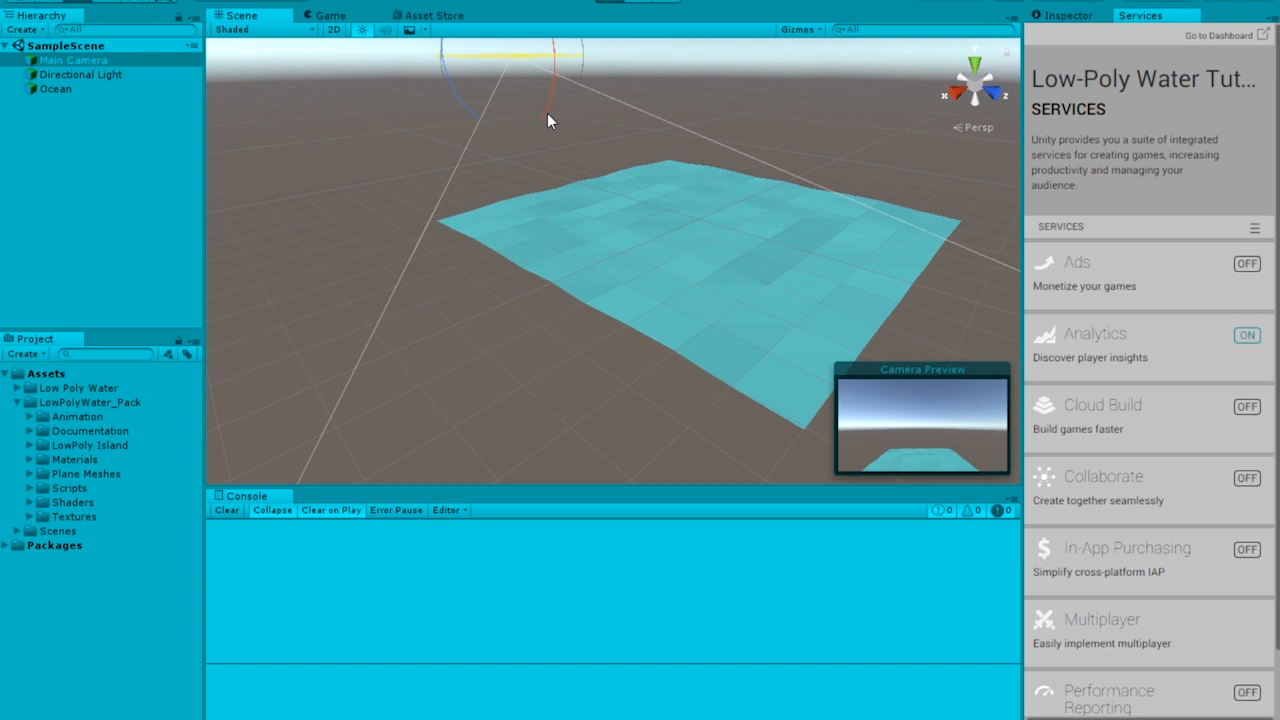 Hierarchy
Create
All
SampleScene
Main Camera
Directional Light
Ocean
Project
Create
Assets
Low Poly Water
LowPolyWater_Pack
Animation
Documentation
LowPoly Island
Materials
Plane Meshes
Scripts
Shaders
Textures
Scenes
Packages
Scene Game Asset Store
Shaded 2D Gizmos All
y
x z
Persp
Camera Preview
Console
Clear Collapse Clear on Play Error Pause Editor 0 0 0
Inspector Services
Go to Dashboard
Low-Poly Water Tut...
SERVICES
Unity provides you a suite of integrated
services for creating games, increasing
productivity and managing your
audience.
SERVICES
Ads OFF
Monetize your games
Analytics ON
Discover player insights
Cloud Build OFF
Build games faster
Collaborate OFF
Create together seamlessly
In-App Purchasing OFF
Simplify cross-platform IAP
Multiplayer
Easily implement multiplayer
Performance OFF
Reporting